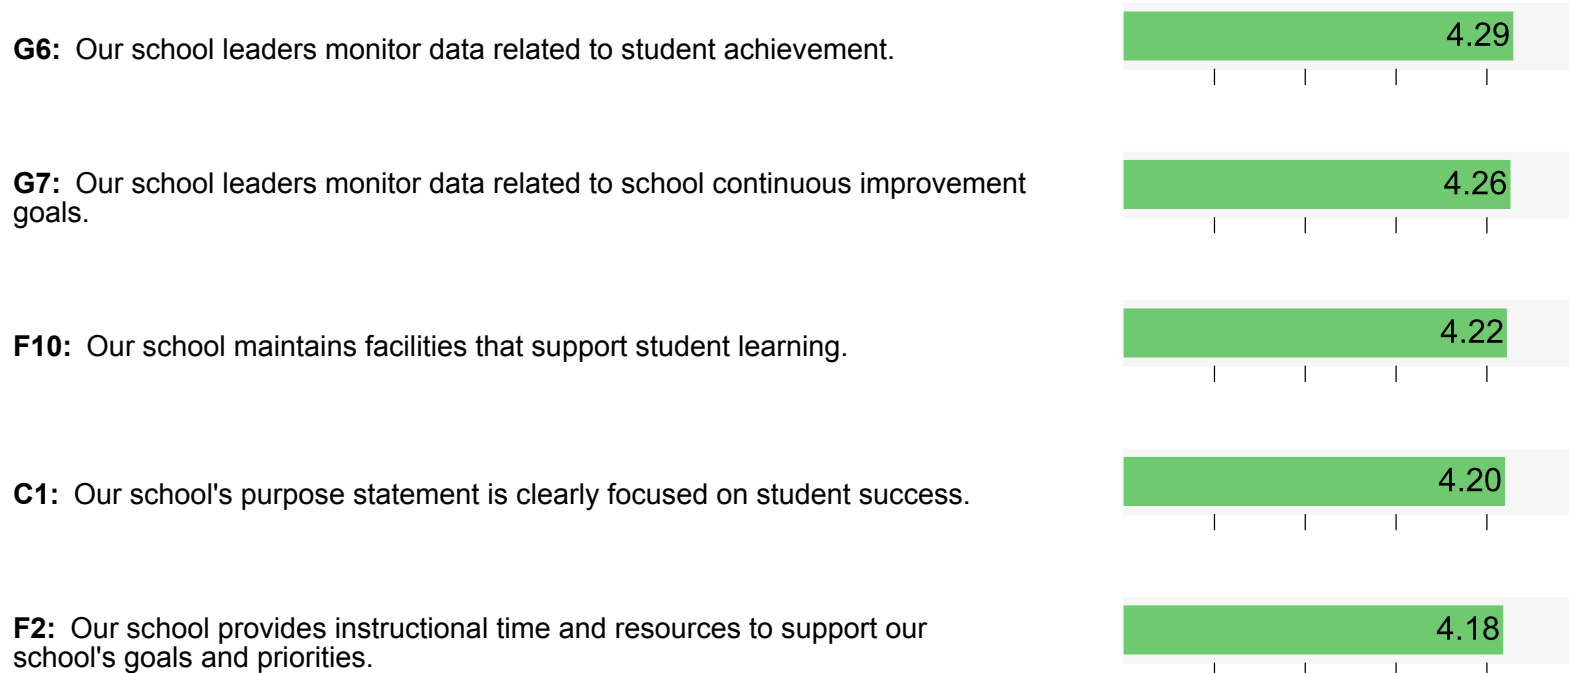 G6: Our school leaders monitor data related to student achievement.
4.29
G7: Our school leaders monitor data related to school continuous improvement
goals.
4.26
F10: Our school maintains facilities that support student learning.
4.22
C1: Our school's purpose statement is clearly focused on student success.
4.20
F2: Our school provides instructional time and resources to support our
school's goals and priorities.
4.18